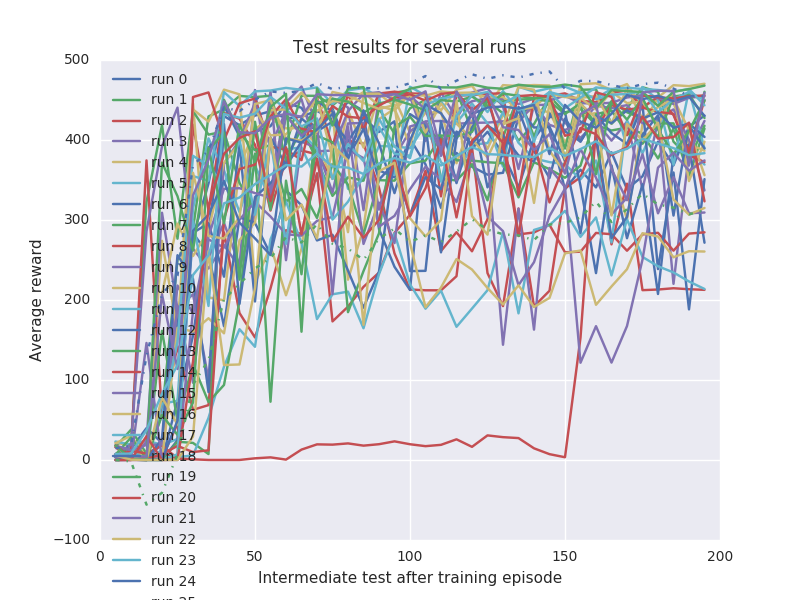 Test results for several runs
500
400
300
200
100
0
−100
Average reward
run 0
run 1
run 2
run 3
run 4
run 5
run 6
run 7
run 8
run 9
run 10
run 11
run 12
run 13
run 14
run 15
run 16
run 17
run 18
run 19
run 20
run 21
run 22
run 23
run 24
run 25
0 50 100 150 200
Intermediate test after training episode